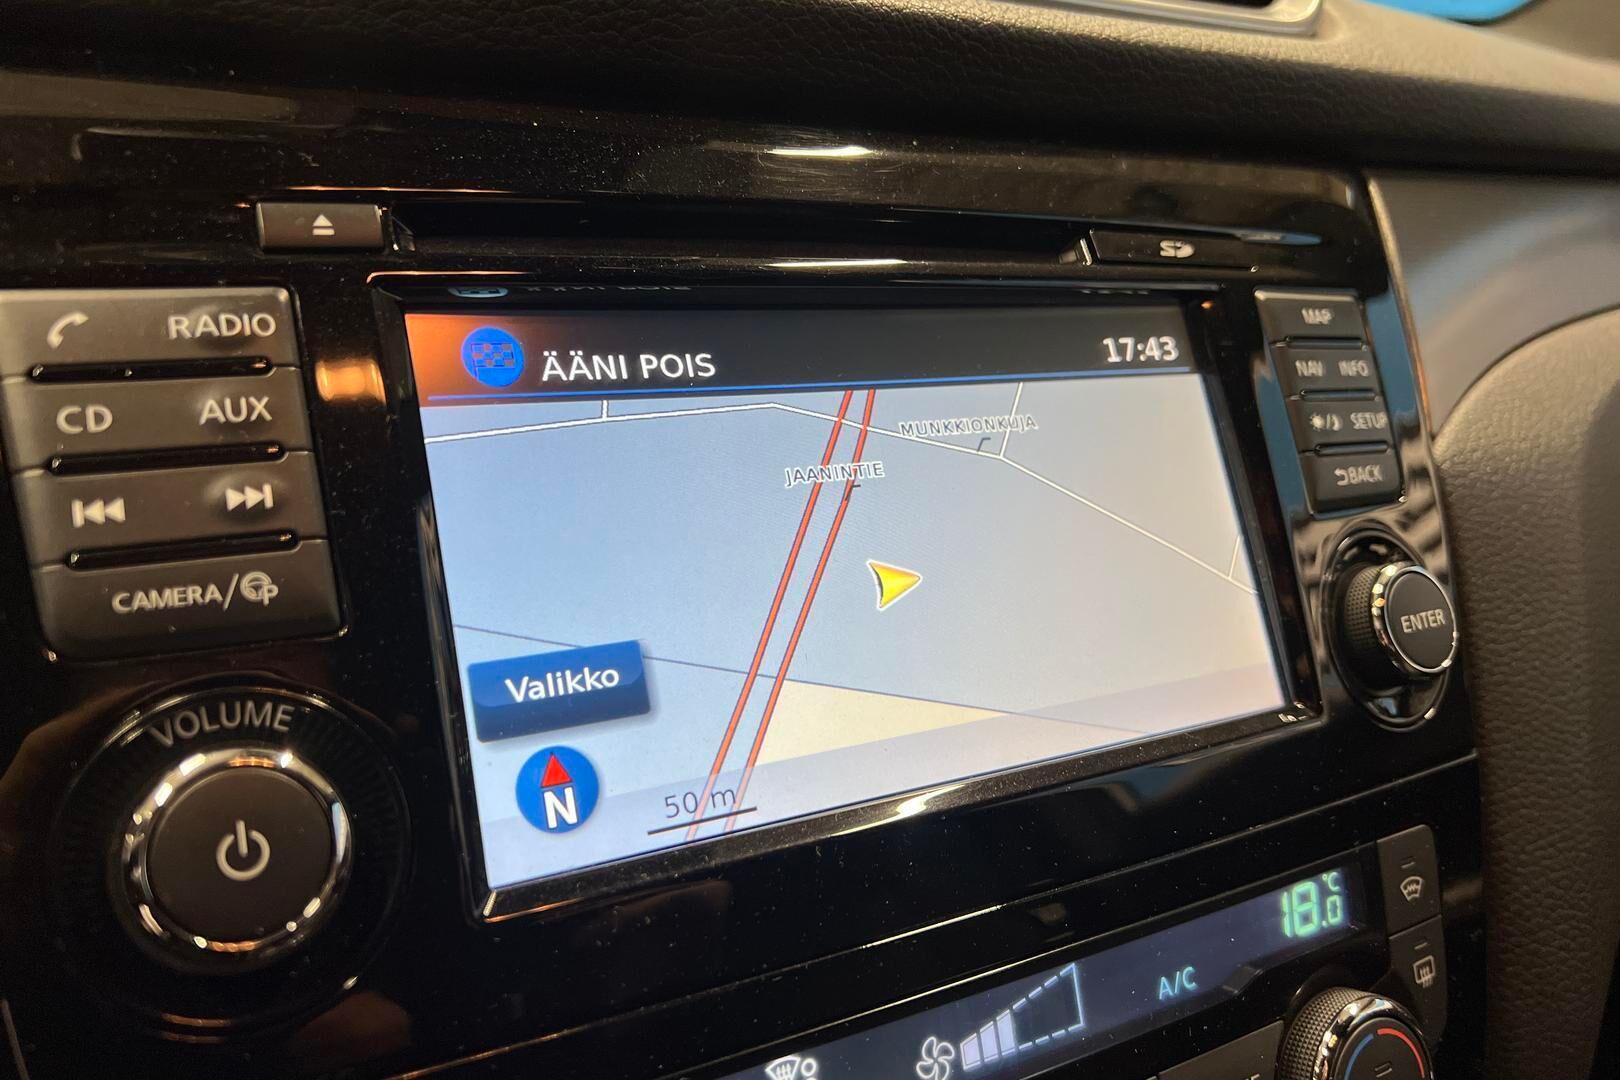 SD
RADIO
CD AUX
CAMERA/
VOLUME
ÄÄNI POIS
17:43
MUNKKIONKUJA
JAANINTIE
Valikko
N
50 m
MAP
NAV INFO
SETUP
BACK
ENTER
18.0 °C
A/C